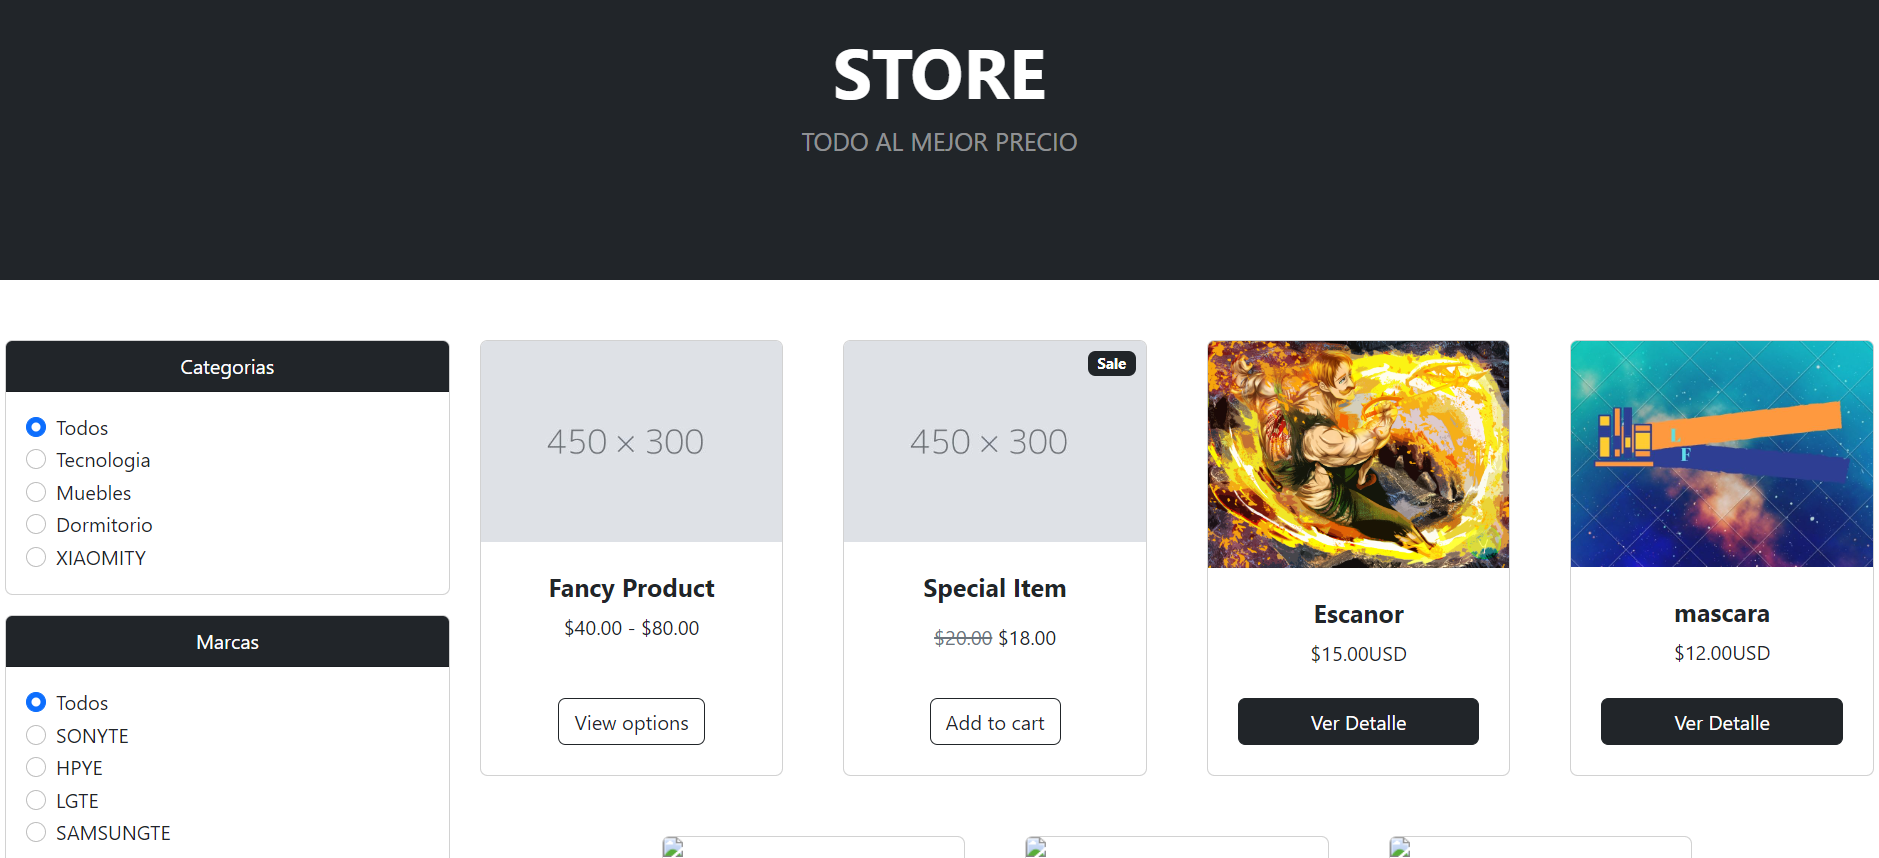 STORE
TODO AL MEJOR PRECIO
Categorias
Todos
Tecnologia
Muebles
Dormitorio
XIAOMITY
Marcas
Todos
SONYTE
HPYE
LGTE
SAMSUNGTE
450 × 300
Fancy Product
$40.00 - $80.00
View options
Sale
450 × 300
Special Item
$20.00 $18.00
Add to cart
Escanor
$15.00USD
Ver Detalle
L
F
mascara
$12.00USD
Ver Detalle